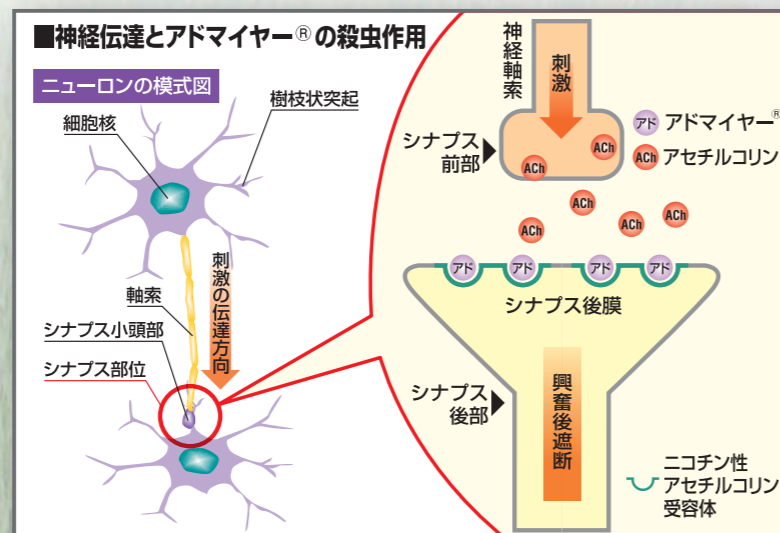 ■神経伝達とアドマイヤー®の殺虫作用
ニューロンの模式図
樹枝状突起
細胞核
軸索
刺激の伝達方向
シナプス小頭部
シナプス部位
神経軸索
刺激
シナプス
前部
ACh
ACh
アド アドマイヤー®
ACh アセチルコリン
ACh
ACh
ACh
ACh
アド
アド
アド
アド
シナプス後膜
シナプス
後部
興奮後遮断
ニコチン性
アセチルコリン
受容体